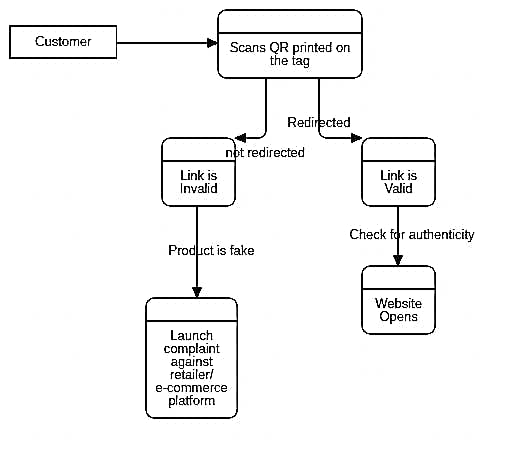 Customer
Scans QR printed on
the tag
Redirected
not redirected
Link is
Invalid
Link is
Valid
Product is fake
Check for authenticity
Website
Opens
Launch
complaint
against
retailer/
e-commerce
platform